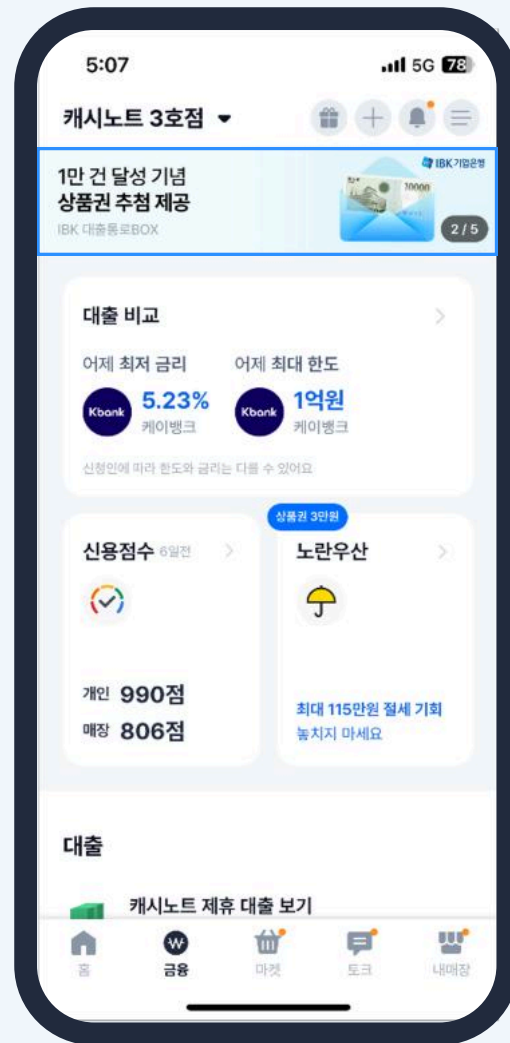 5:07
5G 78
캐시노트 3호점
1만 건 달성 기념
상품권 추첨 제공
IBK 대출통로BOX
IBK기업은행
10000
2/5
대출 비교
어제 최저 금리
어제 최대 한도
Kbank
5.23%
케이뱅크
Kbank
1억원
케이뱅크
신청인에 따라 한도와 금리는 다를 수 있어요
신용점수 6일전
개인 990점
매장 806점
상품권 3만원
노란우산
최대 115만원 절세 기회
놓치지 마세요
대출
캐시노트 제휴 대출 보기
홈
금융
마켓
토크
내매장